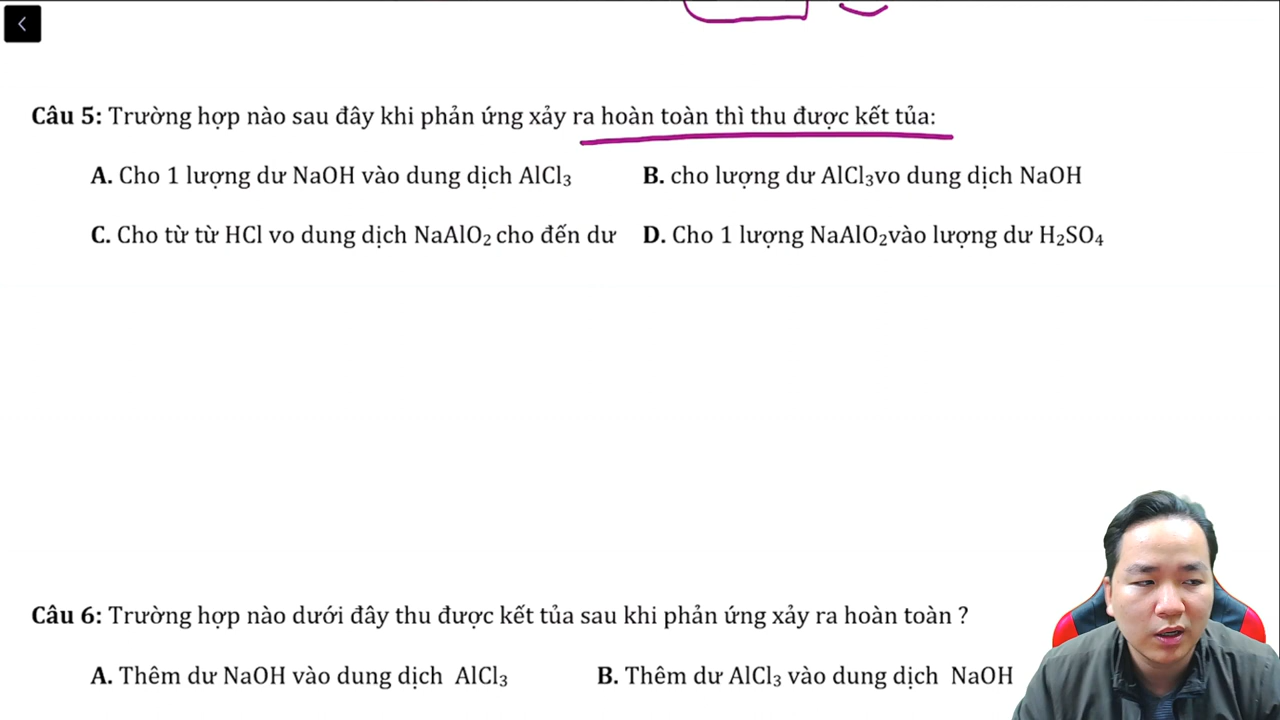 Câu 5: Trường hợp nào sau đây khi phản ứng xảy ra hoàn toàn thì thu được kết tủa:
A. Cho 1 lượng dư NaOH vào dung dịch AlCl₃ B. cho lượng dư AlCl₃vo dung dịch NaOH
C. Cho từ từ HCl vo dung dịch NaAlO₂ cho đến dư D. Cho 1 lượng NaAlO₂vào lượng dư H₂SO₄
Câu 6: Trường hợp nào dưới đây thu được kết tủa sau khi phản ứng xảy ra hoàn toàn ?
A. Thêm dư NaOH vào dung dịch AlCl₃ B. Thêm dư AlCl₃ vào dung dịch NaOH